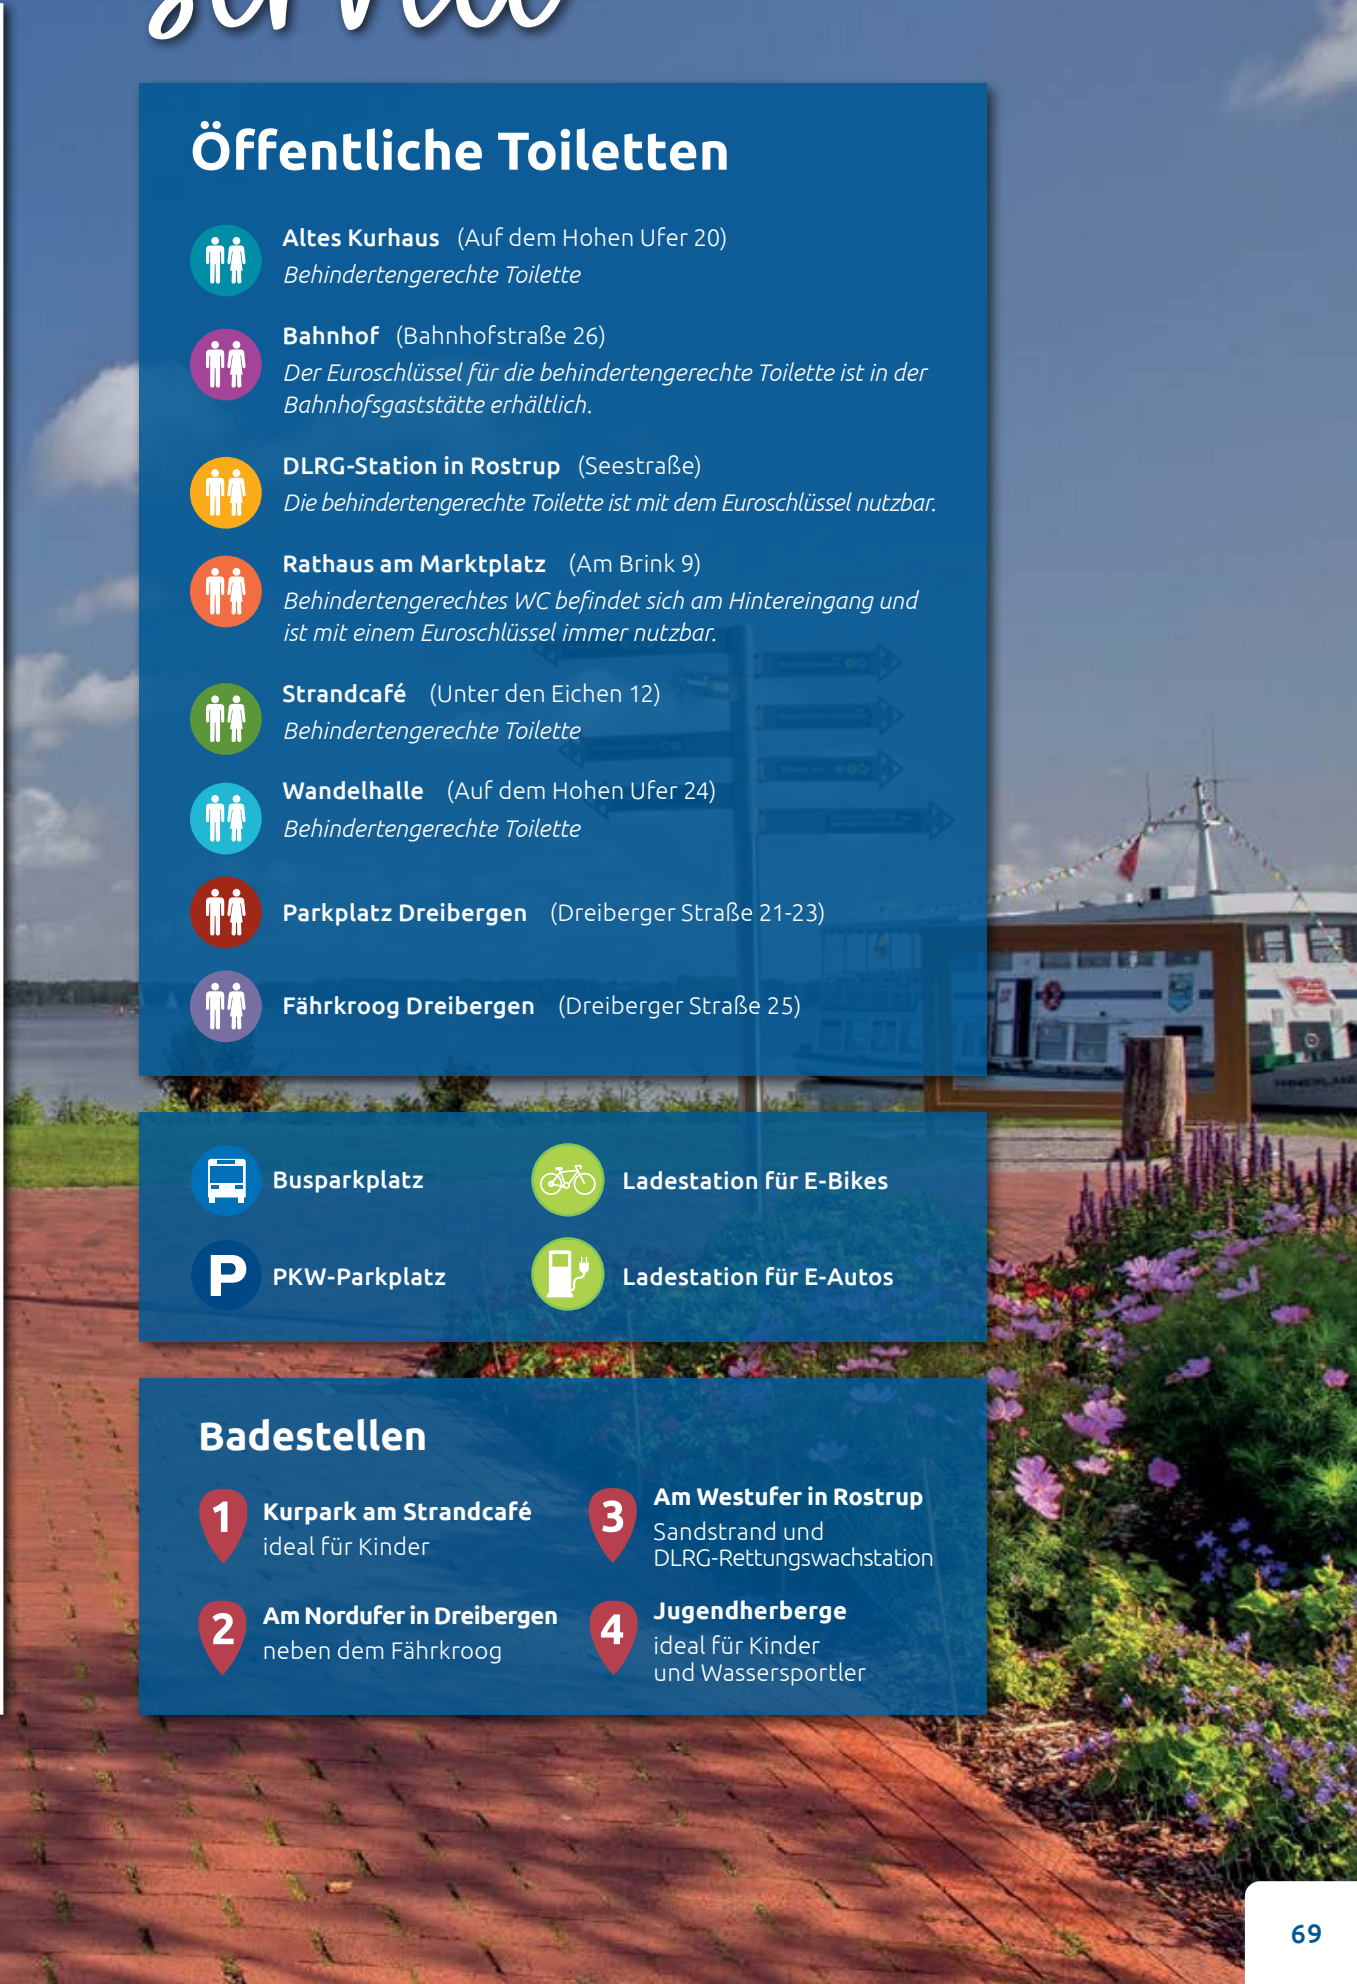 Öffentliche Toiletten
Altes Kurhaus (Auf dem Hohen Ufer 20)
Behindertengerechte Toilette
Bahnhof (Bahnhofstraße 26)
Der Euroschlüssel für die behindertengerechte Toilette ist in der
Bahnhofsgaststätte erhältlich.
DLRG-Station in Rostrup (Seestraße)
Die behindertengerechte Toilette ist mit dem Euroschlüssel nutzbar.
Rathaus am Marktplatz (Am Brink 9)
Behindertengerechtes WC befindet sich am Hintereingang und
ist mit einem Euroschlüssel immer nutzbar.
Strandcafé (Unter den Eichen 12)
Behindertengerechte Toilette
Wandelhalle (Auf dem Hohen Ufer 24)
Behindertengerechte Toilette
Parkplatz Dreibergen (Dreiberger Straße 21-23)
Fährkroog Dreibergen (Dreiberger Straße 25)
Busparkplatz
Ladestation für E-Bikes
P PKW-Parkplatz
Ladestation für E-Autos
Badestellen
1 Kurpark am Strandcafé
ideal für Kinder
2 Am Nordufer in Dreibergen
neben dem Fährkroog
3 Am Westufer in Rostrup
Sandstrand und
DLRG-Rettungswachstation
4 Jugendherberge
ideal für Kinder
und Wassersportler
69